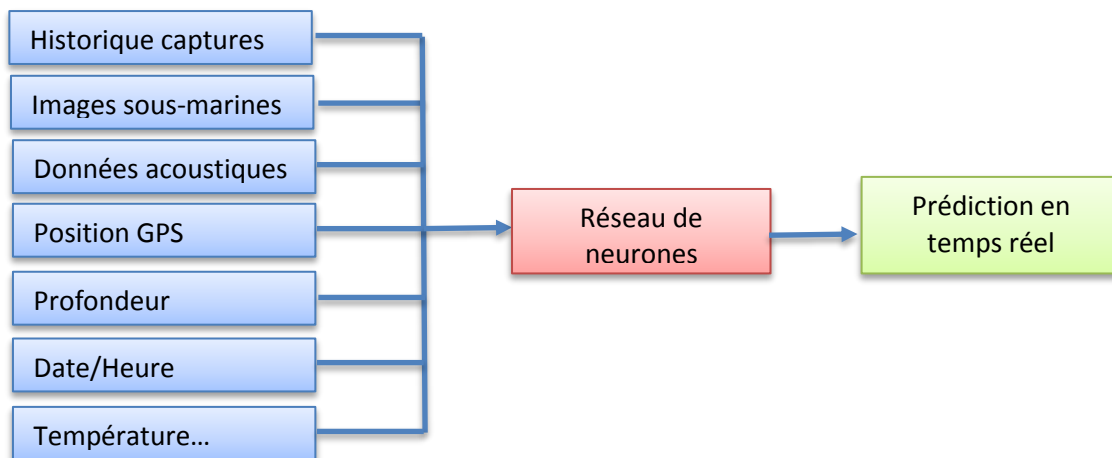 Historique captures
Images sous-marines
Données acoustiques
Position GPS
Profondeur
Date/Heure
Température…
Réseau de
neurones
Prédiction en
temps réel